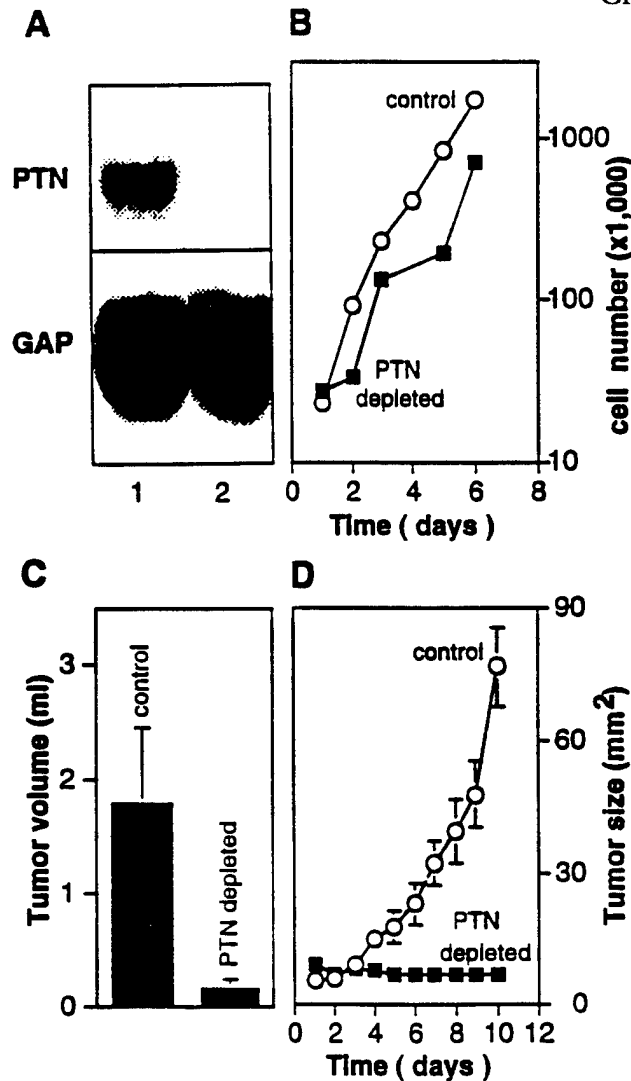 A
B
PTN
GAP
1 2
control
PTN
depleted
1000
100
10
cell number (x1,000)
0 2 4 6 8
Time ( days )
C
D
3
2
1
0
Tumor volume (ml)
control
PTN depleted
control
PTN
depleted
90
60
30
0
Tumor size (mm²)
0 2 4 6 8 10 12
Time ( days )